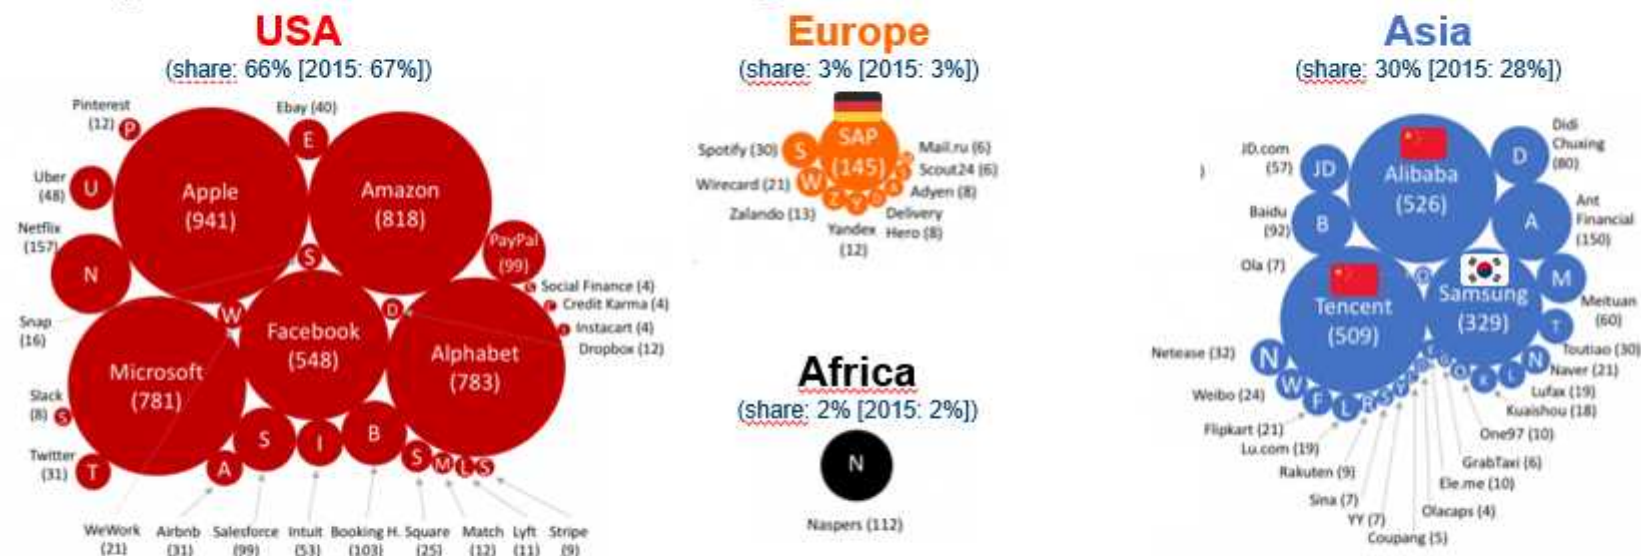 USA
(share: 66% [2015: 67%])
Pinterest
(12)
P
Ebay (40)
E
Apple
(941)
Amazon
(818)
Uber
(48)
U
Netflix
(157)
N
PayPal
(99)
S
Social Finance (4)
Credit Karma (4)
Instacart (4)
Dropbox (12)
W
D
Snap
(16)
Facebook
(548)
Microsoft
(781)
Alphabet
(783)
Slack
(8)
S
Twitter
(31)
T
A
S
I
B
S
M
L
S
WeWork
(21)
Airbnb
(31)
Salesforce
(99)
Intuit
(53)
Booking H.
(103)
Square
(25)
Match
(12)
Lyft
(11)
Stripe
(9)
Europe
(share: 3% [2015: 3%])
SAP
(145)
Spotify (30)
S
Wirecard (21)
W
Zalando (13)
Z
Yandex
(12)
Y
Mail.ru (6)
Scout24 (6)
Adyen (8)
Delivery
Hero (8)
Africa
(share: 2% [2015: 2%])
N
Naspers (112)
Asia
(share: 30% [2015: 28%])
JD.com
(57)
JD
Alibaba
(526)
D
Didi
Chuxing
(80)
Baidu
(92)
B
A
Ant
Financial
(150)
Ola (7)
O
Tencent
(509)
Samsung
(329)
M
Meituan
(60)
T
Toutiao (30)
Netease (32)
N
N
Naver (21)
Weibo (24)
W
L
Lufax (19)
K
Kuaishou (18)
Flipkart (21)
F
Lu.com (19)
L
Rakuten (9)
R
Sina (7)
S
YY (7)
Y
Coupang (5)
Olacaps (4)
Ele.me (10)
GrabTaxi (6)
One97 (10)
O